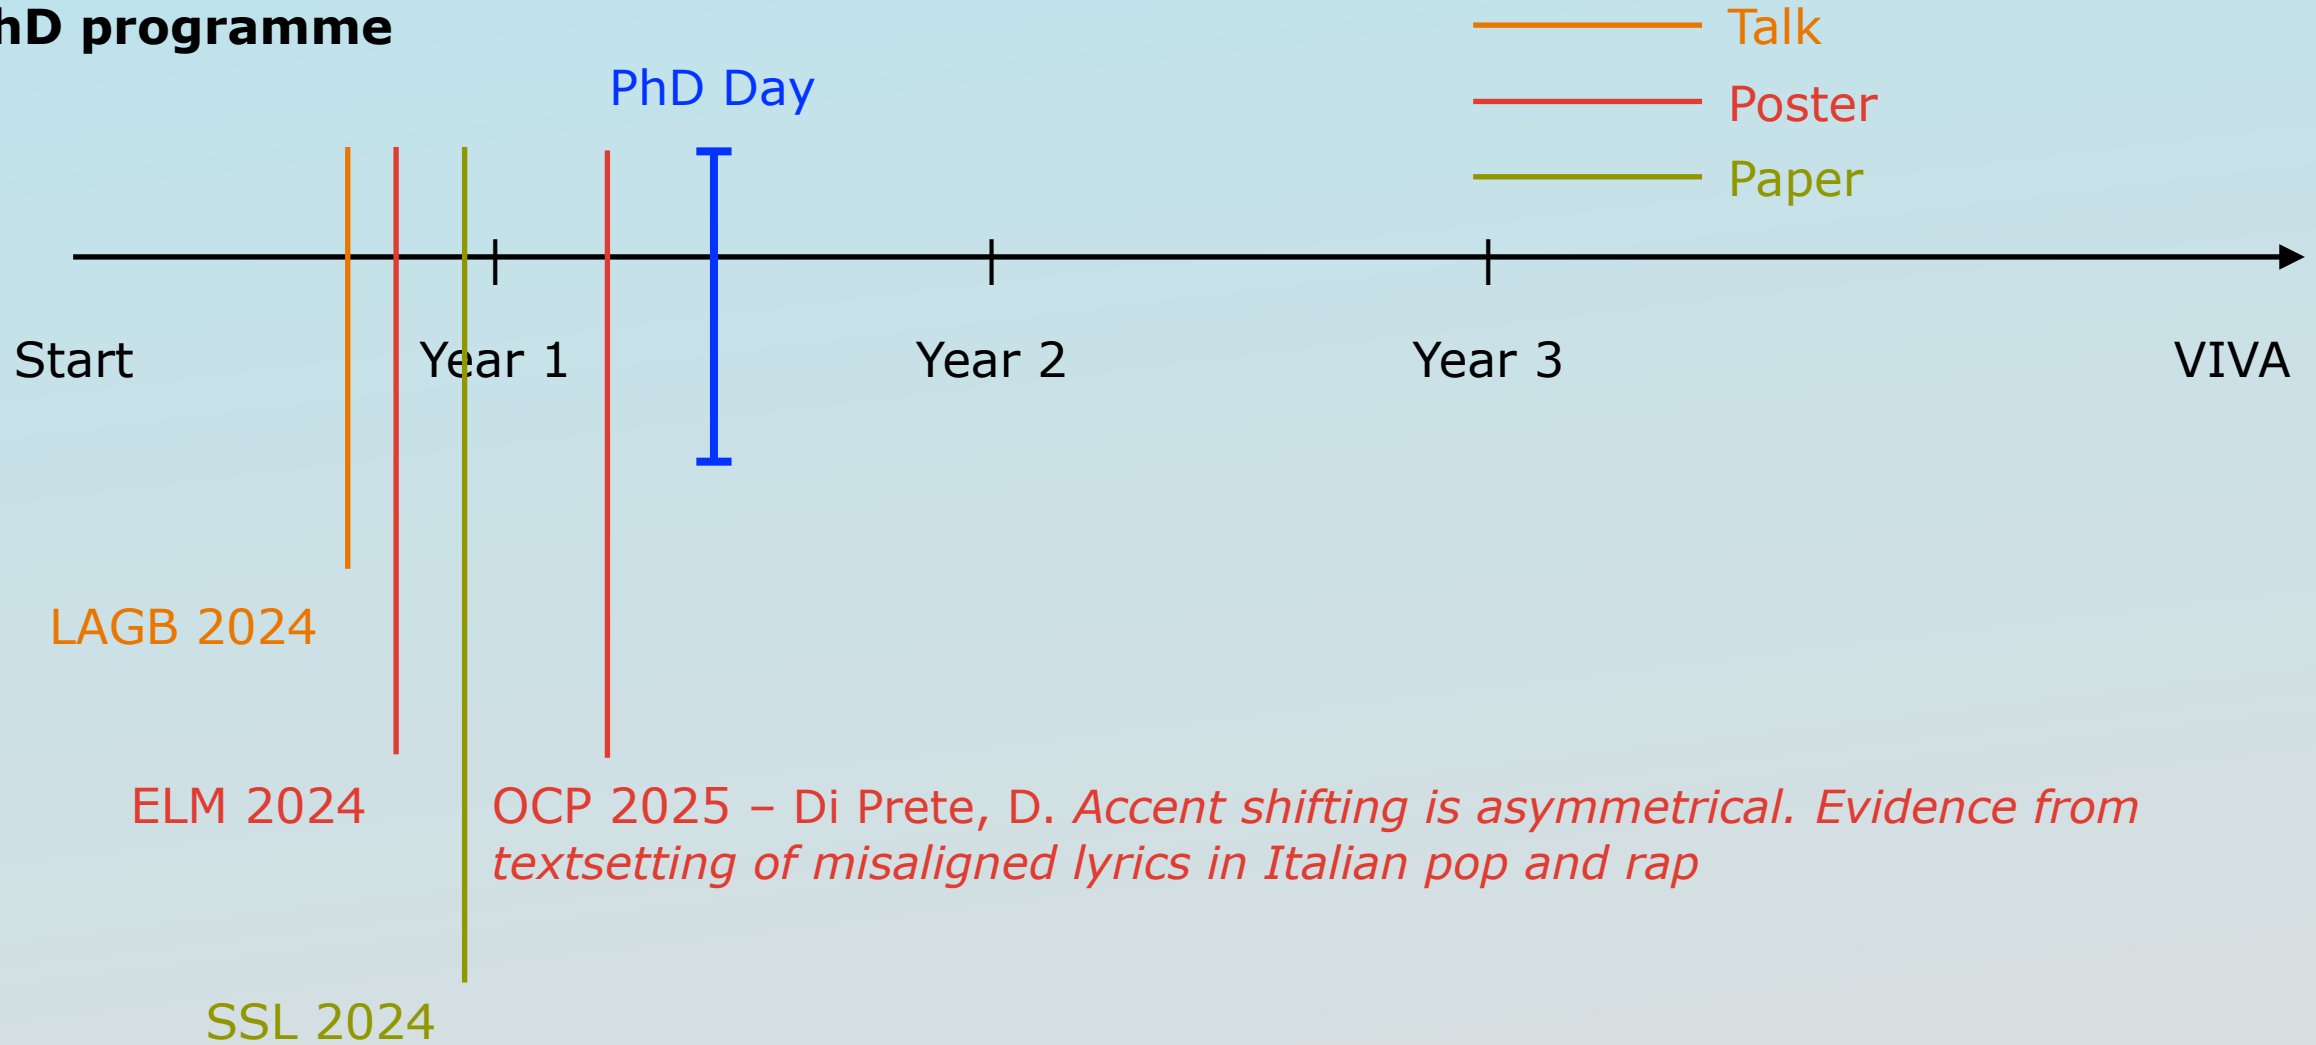 hD programme
Talk
PhD Day
Poster
Paper
Start
Year 1
Year 2
Year 3
VIVA
LAGB 2024
ELM 2024
OCP 2025 – Di Prete, D. Accent shifting is asymmetrical. Evidence from
textsetting of misaligned lyrics in Italian pop and rap
SSL 2024